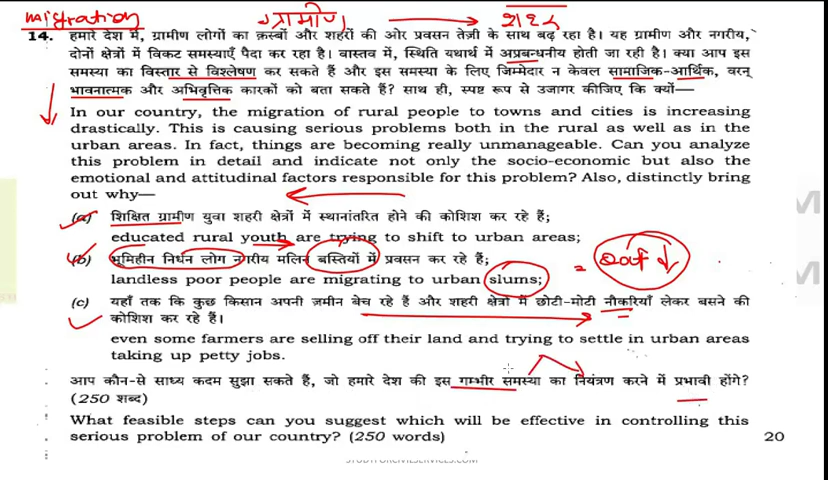 migration
ग्रामीण → शहर
14. हमारे देश में, ग्रामीण लोगों का क़स्बों और शहरों की ओर प्रवसन तेज़ी के साथ बढ़ रहा है। यह ग्रामीण और नगरीय,
दोनों क्षेत्रों में विकट समस्याएँ पैदा कर रहा है। वास्तव में, स्थिति यथार्थ में अप्रबन्धनीय होती जा रही है। क्या आप इस
समस्या का विस्तार से विश्लेषण कर सकते हैं और इस समस्या के लिए जिम्मेदार न केवल सामाजिक-आर्थिक, वरन्
भावनात्मक और अभिवृत्तिक कारकों को बता सकते हैं? साथ ही, स्पष्ट रूप से उजागर कीजिए कि क्यों—
In our country, the migration of rural people to towns and cities is increasing
drastically. This is causing serious problems both in the rural as well as in the
urban areas. In fact, things are becoming really unmanageable. Can you analyze
this problem in detail and indicate not only the socio-economic but also the
emotional and attitudinal factors responsible for this problem? Also, distinctly bring
out why—
(a) शिक्षित ग्रामीण युवा शहरी क्षेत्रों में स्थानांतरित होने की कोशिश कर रहे हैं;
educated rural youth are trying to shift to urban areas;
(b) भूमिहीन निर्धन लोग नगरीय मलिन बस्तियों में प्रवसन कर रहे हैं;
landless poor people are migrating to urban slums;
(c) यहाँ तक कि कुछ किसान अपनी ज़मीन बेच रहे हैं और शहरी क्षेत्रों में छोटी-मोटी नौकरियाँ लेकर बसने की
कोशिश कर रहे हैं।
even some farmers are selling off their land and trying to settle in urban areas
taking up petty jobs.
आप कौन-से साध्य कदम सुझा सकते हैं, जो हमारे देश की इस गम्भीर समस्या का नियंत्रण करने में प्रभावी होंगे?
(250 शब्द)
What feasible steps can you suggest which will be effective in controlling this
serious problem of our country? (250 words) 20